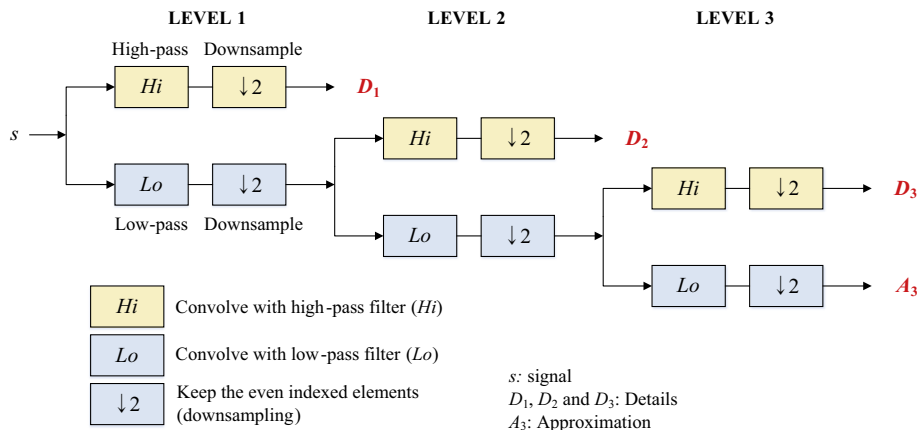 LEVEL 1
LEVEL 2
LEVEL 3
High-pass
Downsample
Hi
↓2
D1
s
Hi
↓2
D2
Lo
↓2
Hi
↓2
D3
Low-pass
Downsample
Lo
↓2
Lo
↓2
A3
Hi
Convolve with high-pass filter (Hi)
Lo
Convolve with low-pass filter (Lo)
↓2
Keep the even indexed elements
(downsampling)
s: signal
D1, D2 and D3: Details
A3: Approximation